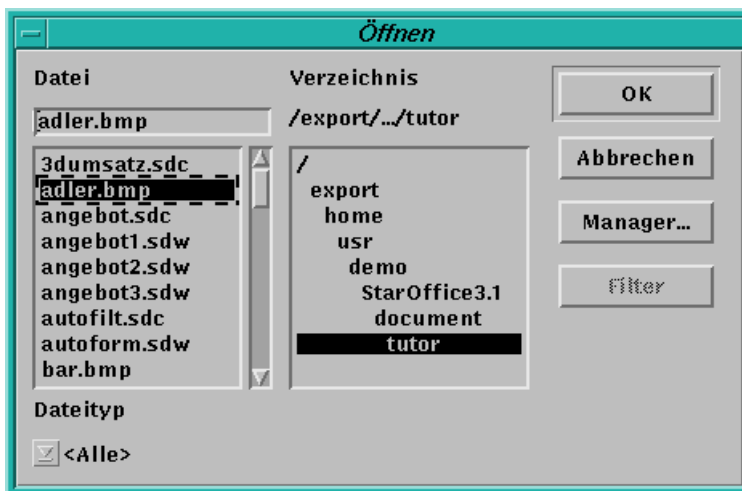 Öffnen
Datei
adler.bmp
3dumsatz.sdc
adler.bmp
angebot.sdc
angebot1.sdw
angebot2.sdw
angebot3.sdw
autofilt.sdc
autoform.sdw
bar.bmp
Dateityp
<Alle>
Verzeichnis
/export/.../tutor
/
export
home
usr
demo
StarOffice3.1
document
tutor
OK
Abbrechen
Manager...
Filter